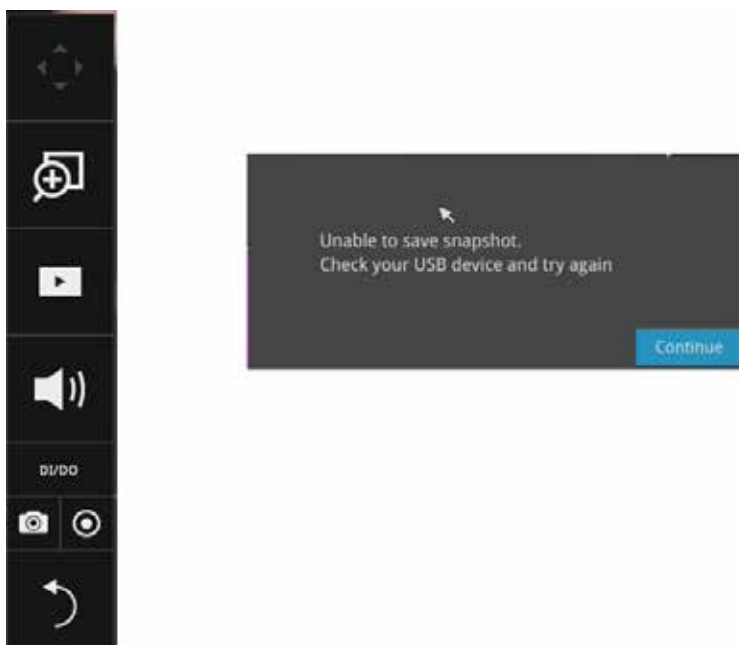 Unable to save snapshot.
Check your USB device and try again
Continue
DI/DO